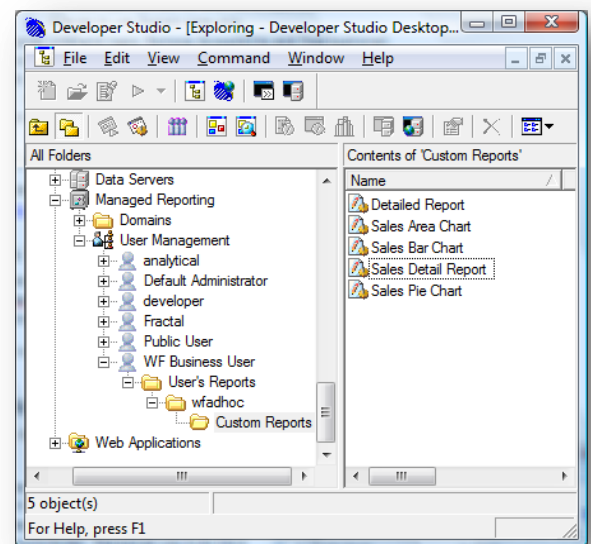 Developer Studio - [Exploring - Developer Studio Desktop...
File Edit View Command Window Help
All Folders
Contents of 'Custom Reports'
Data Servers
Managed Reporting
Domains
User Management
analytical
Default Administrator
developer
Fractal
Public User
WF Business User
User's Reports
wfadhoc
Custom Reports
Web Applications
Name
Detailed Report
Sales Area Chart
Sales Bar Chart
Sales Detail Report
Sales Pie Chart
5 object(s)
For Help, press F1